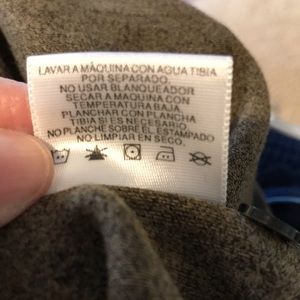 LAVAR A MÁQUINA CON AGUA TIBIA
POR SEPARADO.
NO USAR BLANQUEADOR
SECAR A MÁQUINA CON
TEMPERATURA BAJA.
PLANCHAR CON PLANCHA
TIBIA SI ES NECESARIO
NO PLANCHE SOBRE EL ESTAMPADO
NO LIMPIAR EN SECO.